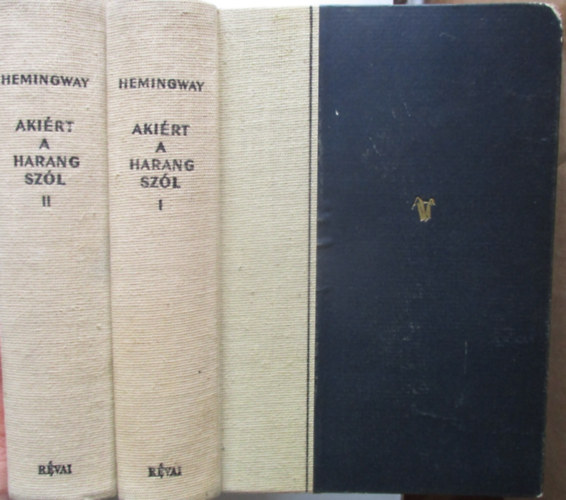 HEMINGWAY
AKIÉRT
A
HARANG
SZÓL
II
RÉVAI
HEMINGWAY
AKIÉRT
A
HARANG
SZÓL
I
RÉVAI